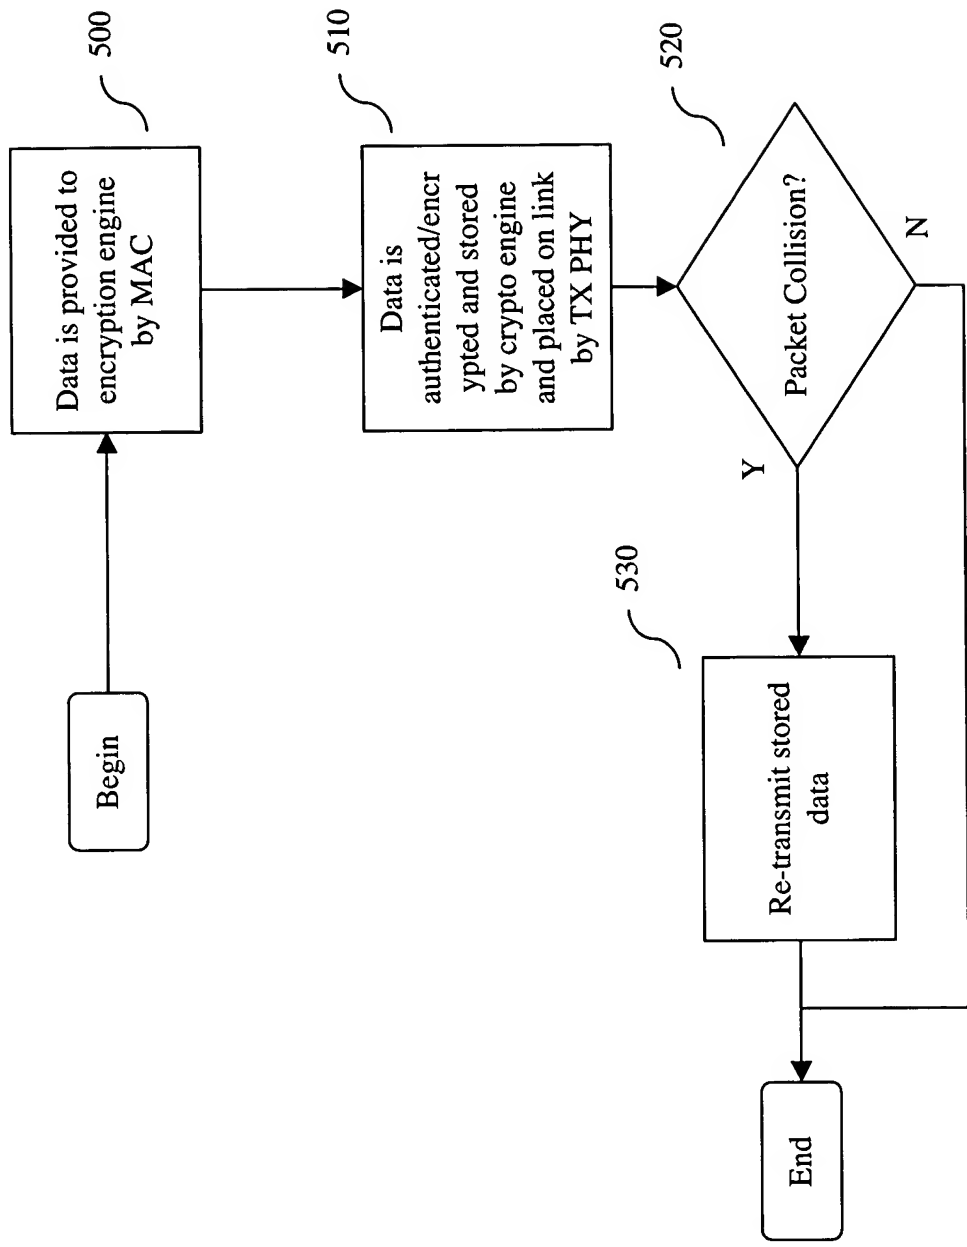 Begin
Data is provided to
encryption engine
by MAC
500
Data is
authenticated/encr
ypted and stored
by crypto engine
and placed on link
by TX PHY
510
Packet Collision?
520
Y
N
Re-transmit stored
data
530
End